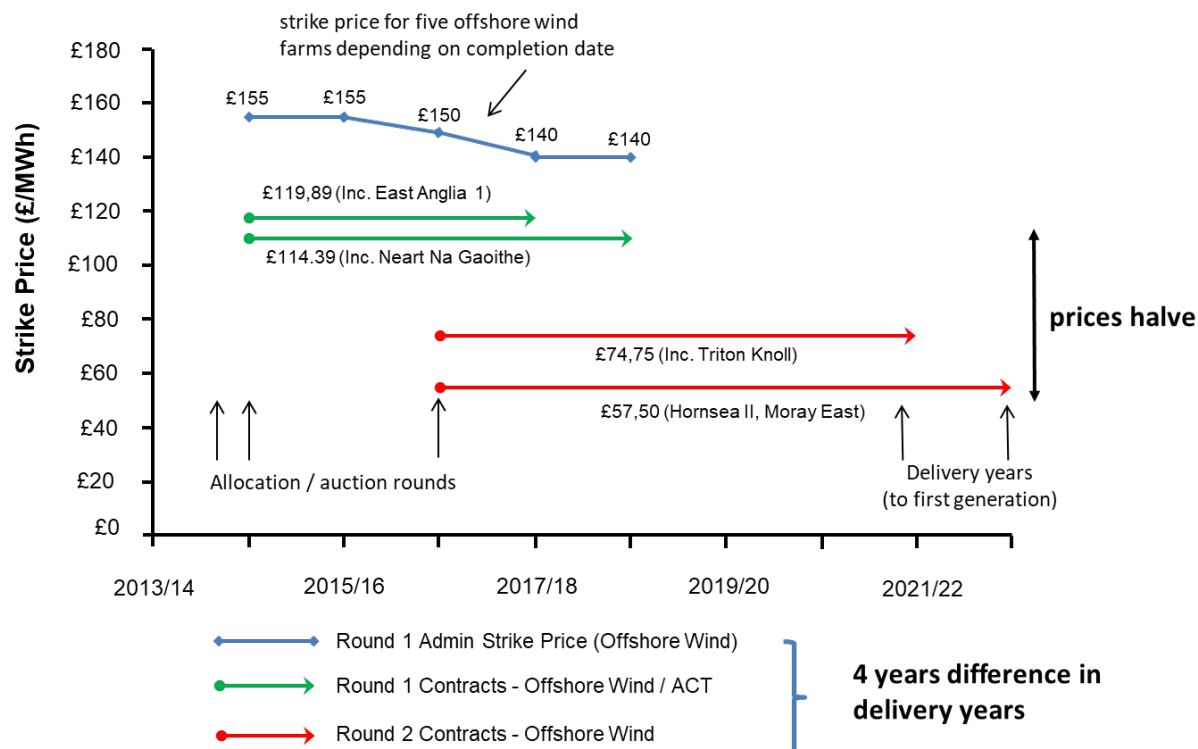 strike price for five offshore wind
farms depending on completion date
Strike Price (£/MWh)
£180
£160
£140
£120
£100
£80
£60
£40
£20
£0
£155
£155
£150
£140
£140
£119,89 (Inc. East Anglia 1)
£114.39 (Inc. Neart Na Gaoithe)
£74,75 (Inc. Triton Knoll)
£57,50 (Hornsea II, Moray East)
prices halve
Allocation / auction rounds
Delivery years
(to first generation)
2013/14
2015/16
2017/18
2019/20
2021/22
Round 1 Admin Strike Price (Offshore Wind)
Round 1 Contracts - Offshore Wind / ACT
Round 2 Contracts - Offshore Wind
4 years difference in
delivery years